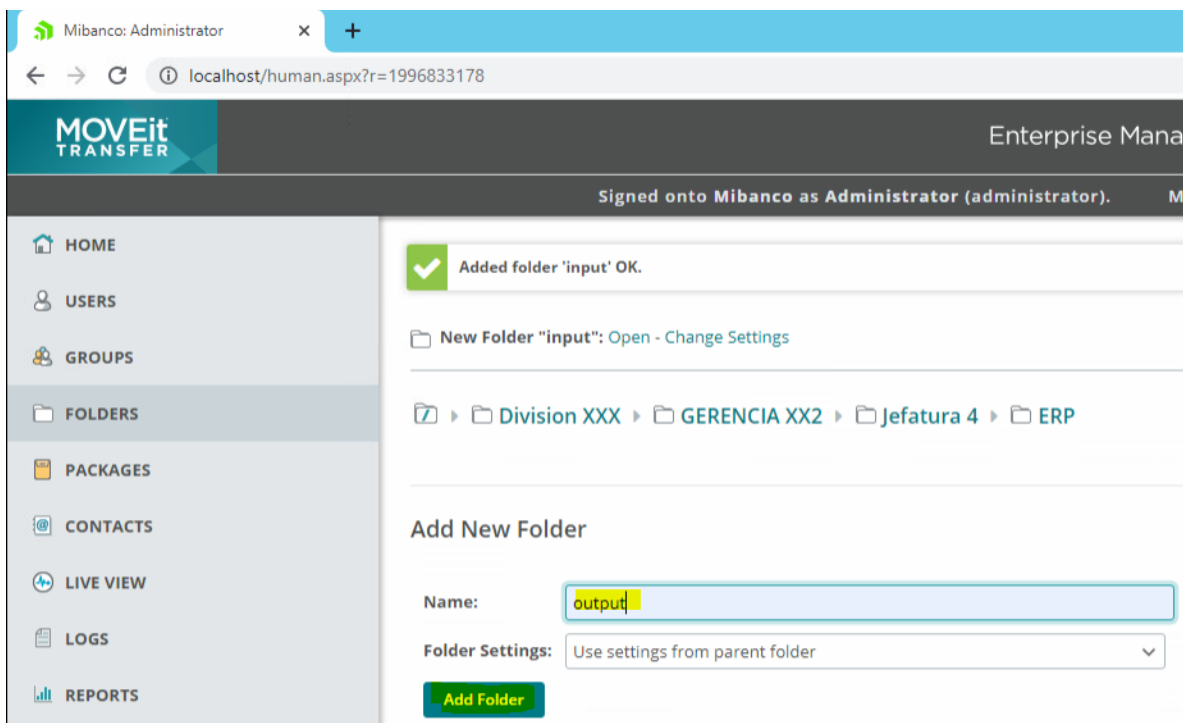 Mibanco: Administrator
localhost/human.aspx?r=1996833178
MOVEit
TRANSFER
Enterprise Mana
Signed onto Mibanco as Administrator (administrator). M
HOME
USERS
GROUPS
FOLDERS
PACKAGES
CONTACTS
LIVE VIEW
LOGS
REPORTS
Added folder 'input' OK.
New Folder "input": Open - Change Settings
Division XXX GERENCIA XX2 Jefatura 4 ERP
Add New Folder
Name: output
Folder Settings: Use settings from parent folder
Add Folder